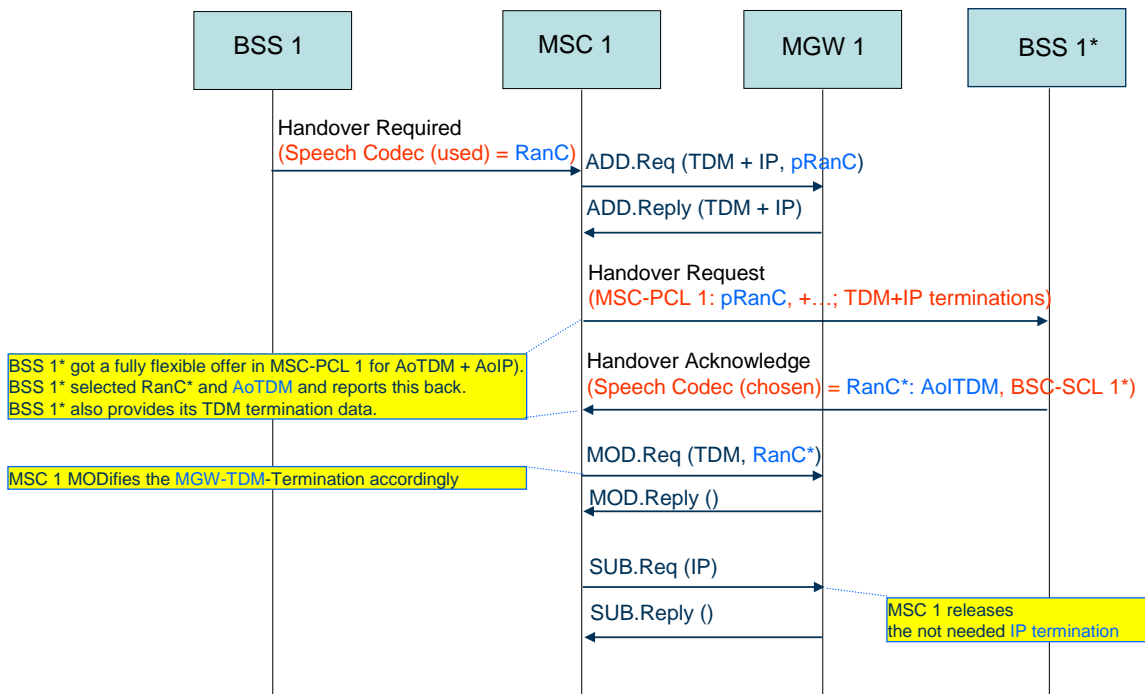 BSS 1
MSC 1
MGW 1
BSS 1*
Handover Required
(Speech Codec (used) = RanC)
ADD.Req (TDM + IP, pRanC)
ADD.Reply (TDM + IP)
Handover Request
(MSC-PCL 1: pRanC, +…; TDM+IP terminations)
BSS 1* got a fully flexible offer in MSC-PCL 1 for AoTDM + AoIP).
BSS 1* selected RanC* and AoTDM and reports this back.
BSS 1* also provides its TDM termination data.
Handover Acknowledge
(Speech Codec (chosen) = RanC*: AoITDM, BSC-SCL 1*)
MOD.Req (TDM, RanC*)
MSC 1 MODifies the MGW-TDM-Termination accordingly
MOD.Reply ()
SUB.Req (IP)
SUB.Reply ()
MSC 1 releases
the not needed IP termination